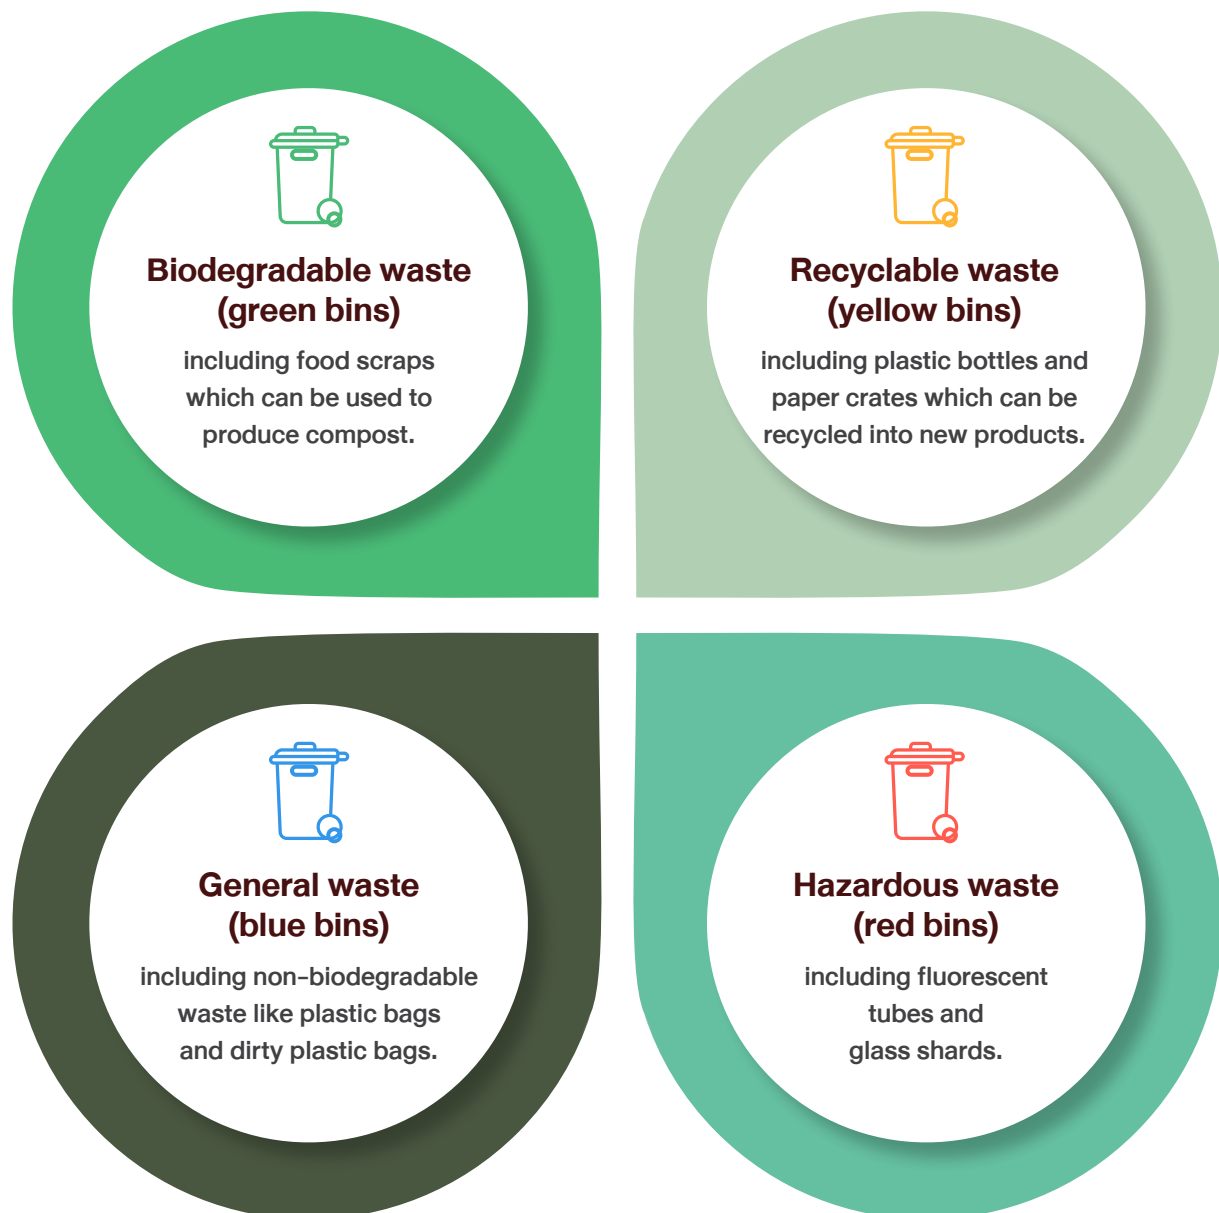 Biodegradable waste
(green bins)
including food scraps
which can be used to
produce compost.
Recyclable waste
(yellow bins)
including plastic bottles and
paper crates which can be
recycled into new products.
General waste
(blue bins)
including non-biodegradable
waste like plastic bags
and dirty plastic bags.
Hazardous waste
(red bins)
including fluorescent
tubes and
glass shards.